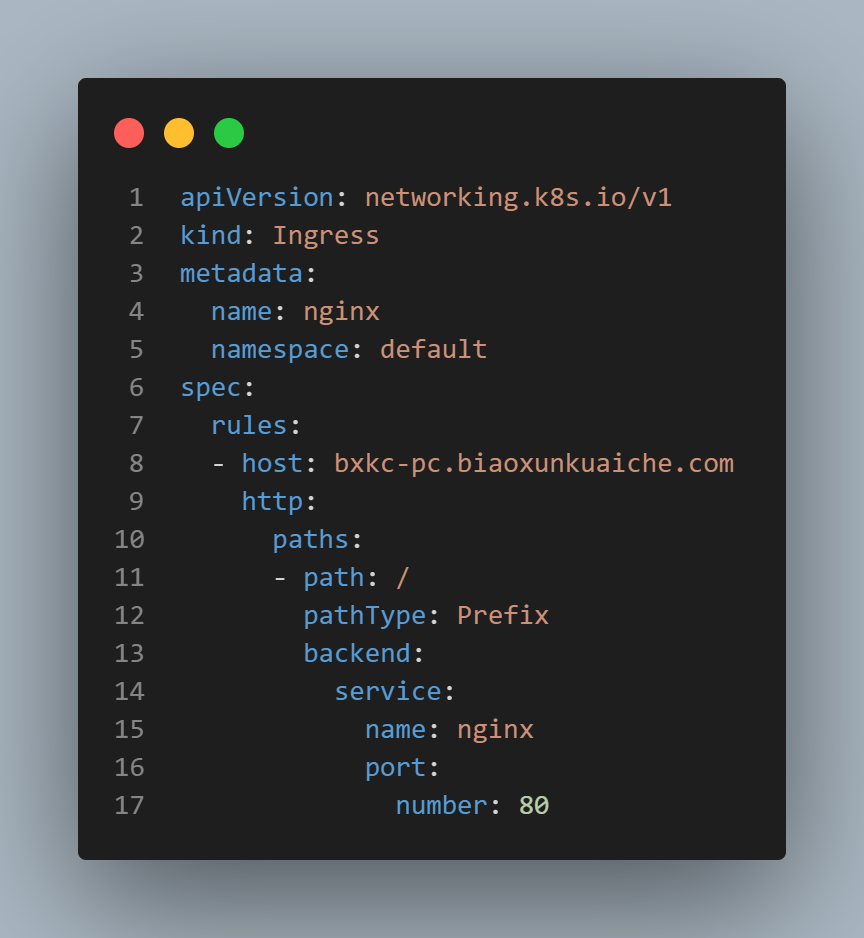 1 apiVersion: networking.k8s.io/v1
2 kind: Ingress
3 metadata:
4   name: nginx
5   namespace: default
6 spec:
7   rules:
8   - host: bxkc-pc.biaoxunkuaiche.com
9     http:
10       paths:
11       - path: /
12         pathType: Prefix
13         backend:
14           service:
15             name: nginx
16             port:
17               number: 80